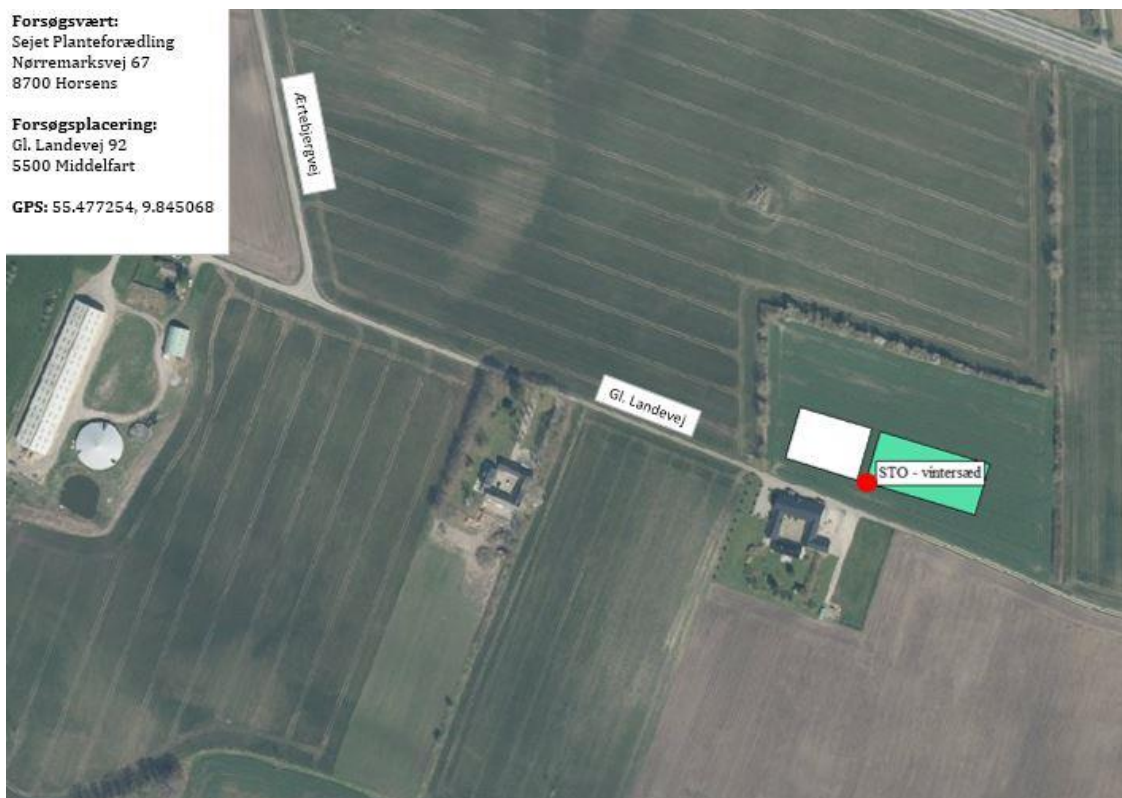 Forsøgsvært:
Sejet Planteforædling
Nørremarksvej 67
8700 Horsens
Forsøgsplacering:
Gl. Landevej 92
5500 Middelfart
GPS: 55.477254, 9.845068
Ærtebjergvej
Gl. Landevej
STO - vintersæd